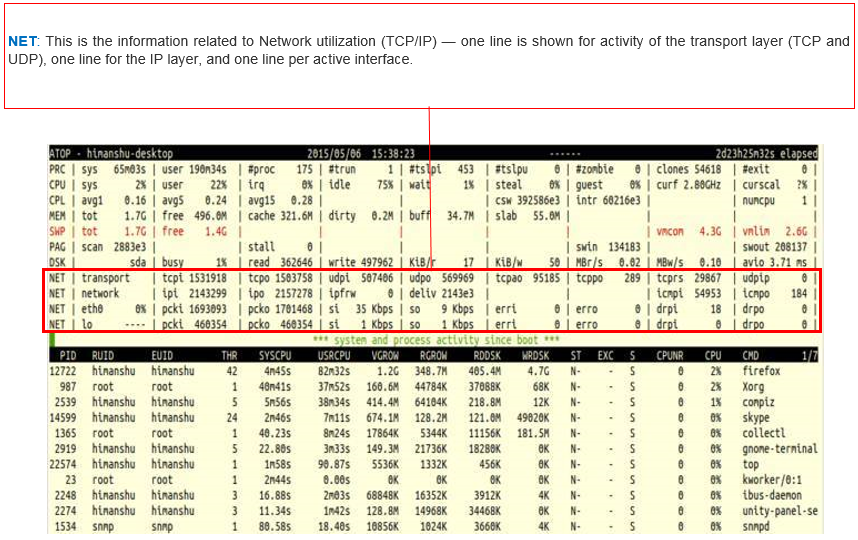 NET: This is the information related to Network utilization (TCP/IP) — one line is shown for activity of the transport layer (TCP and
UDP), one line for the IP layer, and one line per active interface.
ATOP - himanshu-desktop 2015/05/06 15:38:23 ------ 2d23h25m32s elapsed
PRC | sys 65m03s | user 190m34s | #proc 175 | #trun 1 | #tslpi 453 | #tslpu 0 | #zombie 0 | clones 54618 | #exit 0 |
CPU | sys 2% | user 22% | irq 0% | idle 75% | wait 1% | steal 0% | guest 0% | curf 2.80GHz | curscal ?% |
CPL | avg1 0.16 | avg5 0.24 | avg15 0.28 | | | csw 392586e3 | intr 60216e3 | | numcpu 1 |
MEM | tot 1.7G | free 496.0M | cache 321.6M | dirty 0.2M | buff 34.7M | slab 55.0M | | | |
SWP | tot 1.7G | free 1.4G | | | | | | vmcom 4.3G | vmlim 2.6G |
PAG | scan 2883e3 | | stall 0 | | | | swin 134183 | | swout 208137 |
DSK | sda | busy 1% | read 362646 | write 497962 | KiB/r 17 | KiB/w 50 | MBr/s 0.02 | MBw/s 0.10 | avio 3.71 ms |
NET | transport | tcpi 1531918 | tcpo 1503758 | udpi 507406 | udpo 569969 | tcpao 95185 | tcppo 289 | tcprs 29867 | udpip 0 |
NET | network | ipi 2143299 | ipo 2157278 | ipfrw 0 | deliv 2143e3 | | | icmpi 54953 | icmpo 184 |
NET | eth0 0% | pcki 1693093 | pcko 1701468 | si 35 Kbps | so 9 Kbps | erri 0 | erro 0 | drpi 18 | drpo 0 |
NET | lo ---- | pcki 460354 | pcko 460354 | si 1 Kbps | so 1 Kbps | erri 0 | erro 0 | drpi 0 | drpo 0 |
*** system and process activity since boot ***
PID RUID EUID THR SYSCPU USRCPU VGROW RGROW RDDSK WRDSK ST EXC S CPUNR CPU CMD 1/7
12722 himanshu himanshu 42 4m45s 82m32s 1.2G 348.7M 405.4M 4.7G N- - S 0 2% firefox
987 root root 1 40m41s 37m52s 160.6M 44784K 37088K 68K N- - S 0 2% Xorg
2539 himanshu himanshu 5 5m56s 38m34s 414.4M 64104K 218.8M 12K N- - S 0 1% compiz
14599 himanshu himanshu 24 2m46s 7m11s 674.1M 128.2M 121.0M 49020K N- - S 0 0% skype
1365 root root 1 40.23s 8m24s 17864K 5344K 11156K 181.5M N- - S 0 0% collectl
2919 himanshu himanshu 5 22.80s 3m33s 149.3M 21736K 18280K 0K N- - S 0 0% gnome-terminal
22574 himanshu himanshu 1 1m58s 90.87s 5536K 1332K 456K 0K N- - S 0 0% top
23 root root 1 2m44s 0.00s 0K 0K 0K 0K N- - S 0 0% kworker/0:1
2248 himanshu himanshu 3 16.88s 2m03s 68848K 16352K 3912K 4K N- - S 0 0% ibus-daemon
2274 himanshu himanshu 3 11.34s 1m42s 128.8M 14968K 34468K 0K N- - S 0 0% unity-panel-se
1534 snmp snmp 1 80.58s 18.40s 10856K 1024K 3660K 4K N- - S 0 0% snmpd